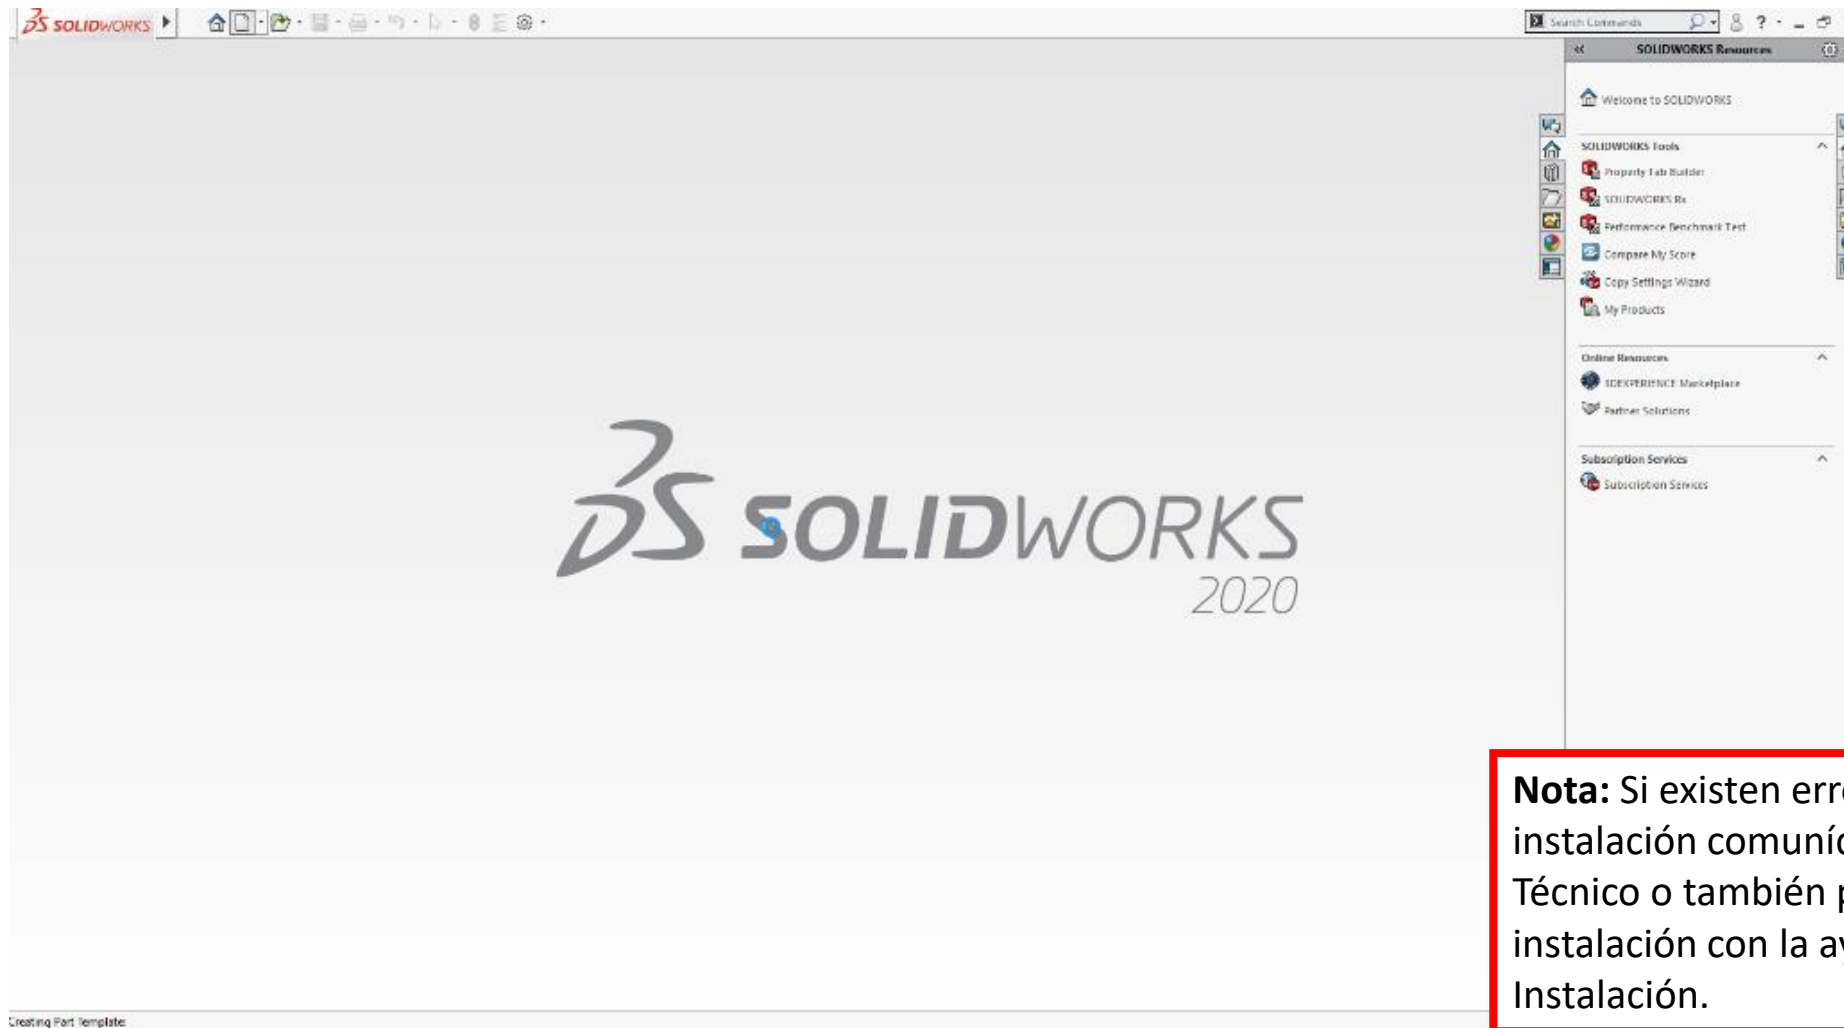 SOLIDWORKS
Search Commands
?
SOLIDWORKS Resources
Welcome to SOLIDWORKS
SOLIDWORKS Tools
Property Tab Builder
SOLIDWORKS Rx
Performance Benchmark Test
Compare My Score
Copy Settings Wizard
My Products
Online Resources
3DEXPERIENCE Marketplace
Partner Solutions
Subscription Services
Subscription Services
SOLIDWORKS
2020
Nota: Si existen
instalación
Técnico o también
instalación con la
Instalación.
Creating Part Template: